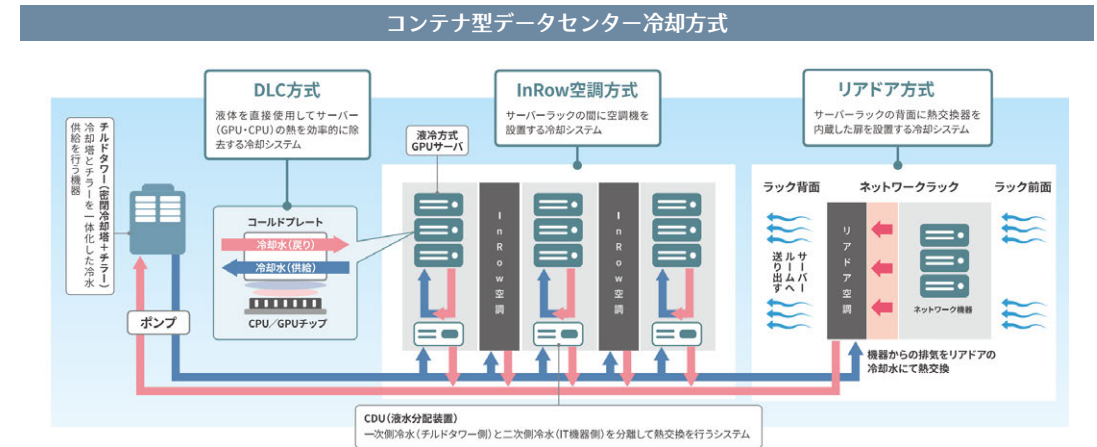 コンテナ型データセンター冷却方式
DLC方式
液体を直接使用してサーバー
（GPU・CPU）の熱を効率的に除
去する冷却システム
InRow空調方式
サーバーラックの間に空調機を
設置する冷却システム
リアドア方式
サーバーラックの背面に熱交換器を
内蔵した扉を設置する冷却システム
チルドタワー（密閉冷却塔＋チラー）
冷却塔とチラーを一体化した冷水
供給を行う機器
液冷方式
GPUサーバ
コールドプレート
冷却水（戻り）
冷却水（供給）
CPU／GPUチップ
ポンプ
InRow空調
InRow空調
ラック背面
ネットワークラック
ラック前面
サーバー
ルームへ
送り出す
リアドア空調
ネットワーク機器
機器からの排気をリアドアの
冷却水にて熱交換
CDU（液水分配装置）
一次側冷水（チルドタワー側）と二次側冷水（IT機器側）を分離して熱交換を行うシステム